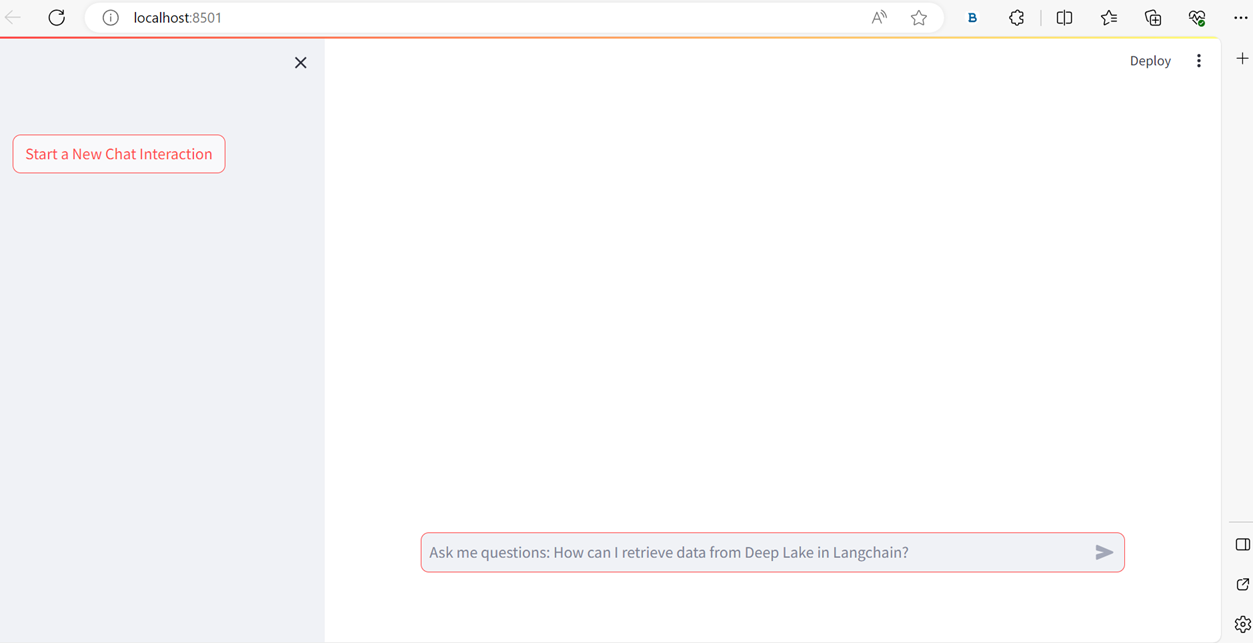 localhost:8501
A
B
Deploy
Start a New Chat Interaction
Ask me questions: How can I retrieve data from Deep Lake in Langchain?